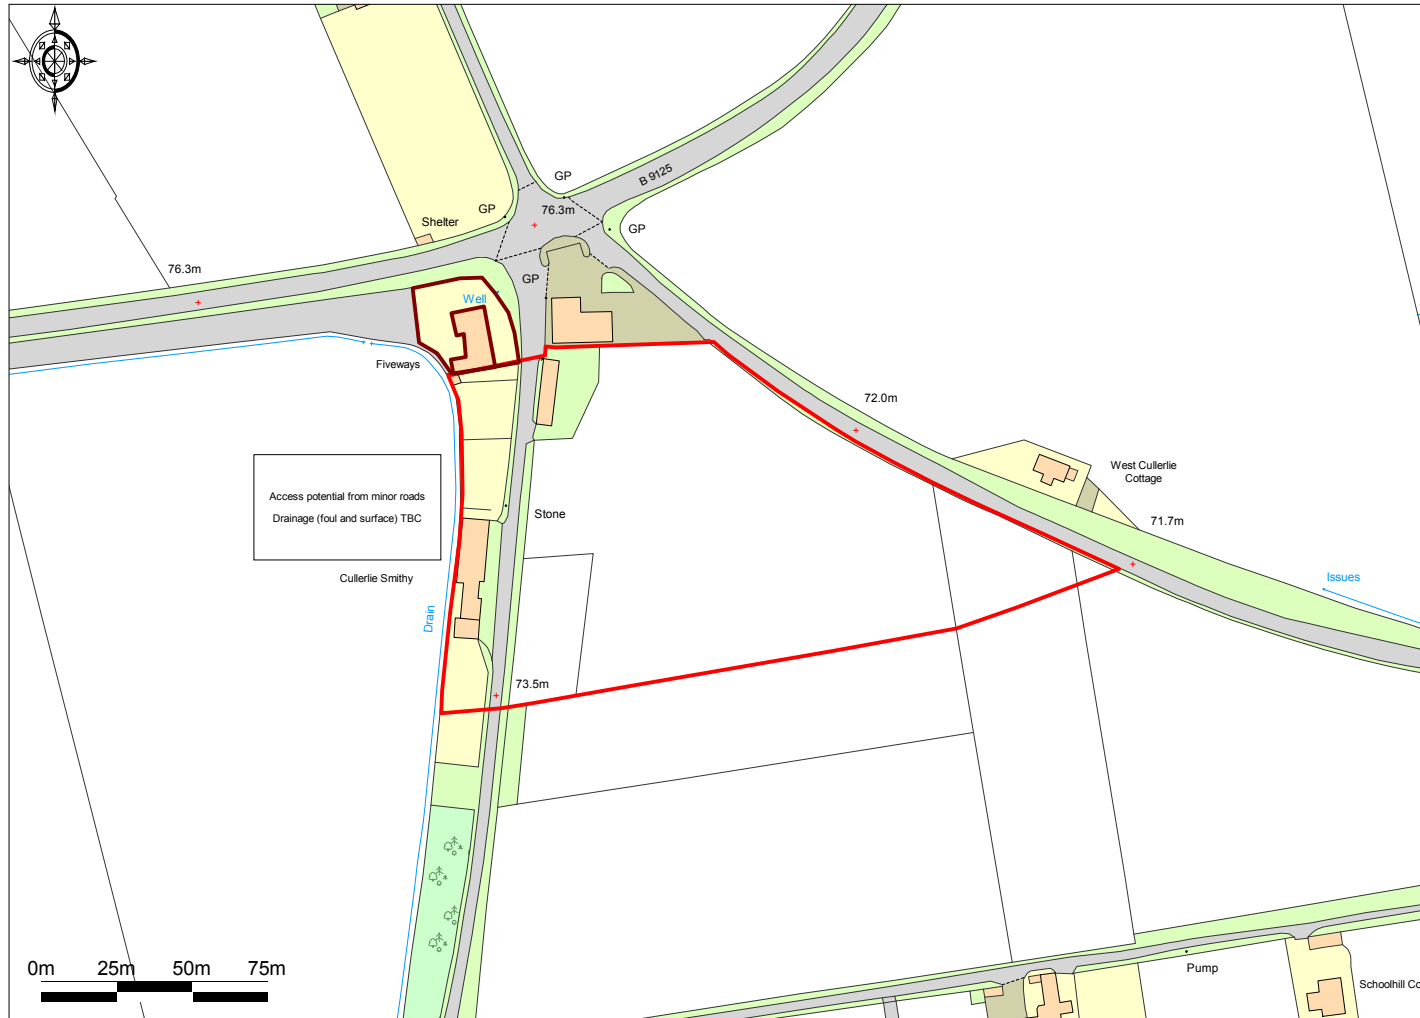 GP
B 9125
GP
76.3m
Shelter
GP
76.3m
GP
Well
Fiveways
72.0m
West Cullerlie
Cottage
Access potential from minor roads
Drainage (foul and surface) TBC
Stone
71.7m
Cullerlie Smithy
Issues
Drain
73.5m
0m 25m 50m 75m
Pump
Schoolhill Co